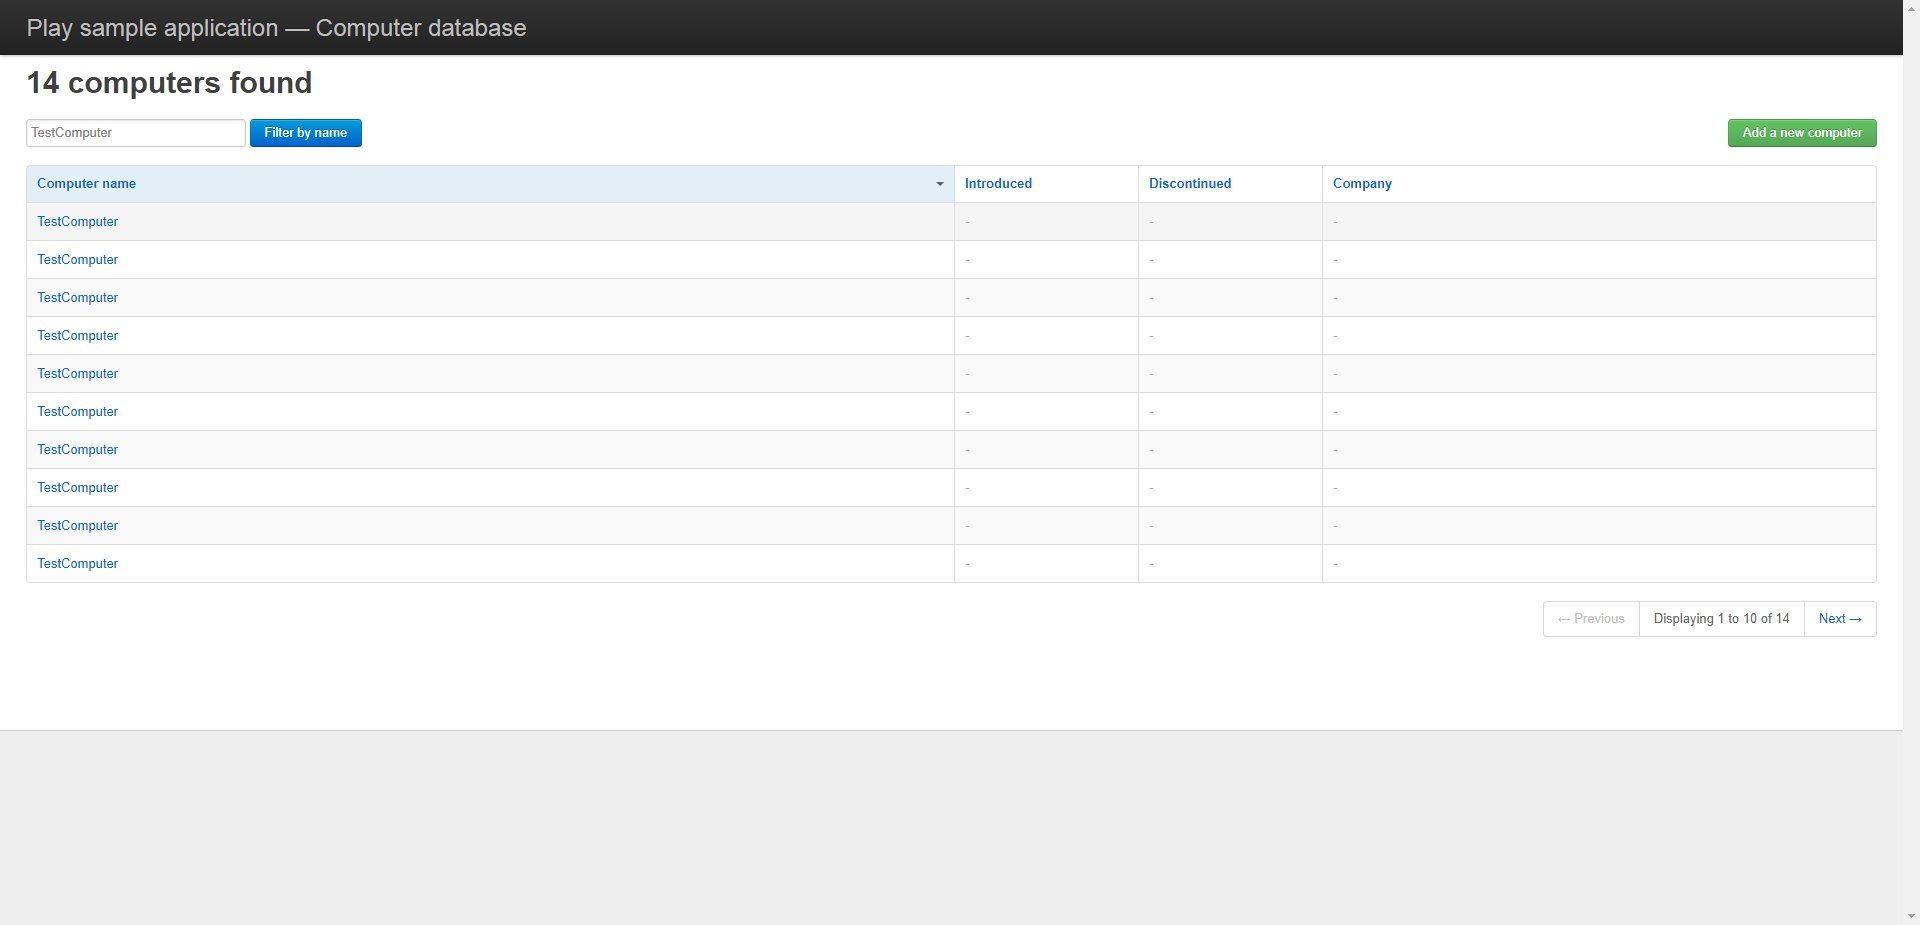 Play sample application — Computer database
14 computers found
TestComputer Filter by name Add a new computer
Computer name Introduced Discontinued Company
TestComputer - - -
TestComputer - - -
TestComputer - - -
TestComputer - - -
TestComputer - - -
TestComputer - - -
TestComputer - - -
TestComputer - - -
TestComputer - - -
TestComputer - - -
← Previous Displaying 1 to 10 of 14 Next →